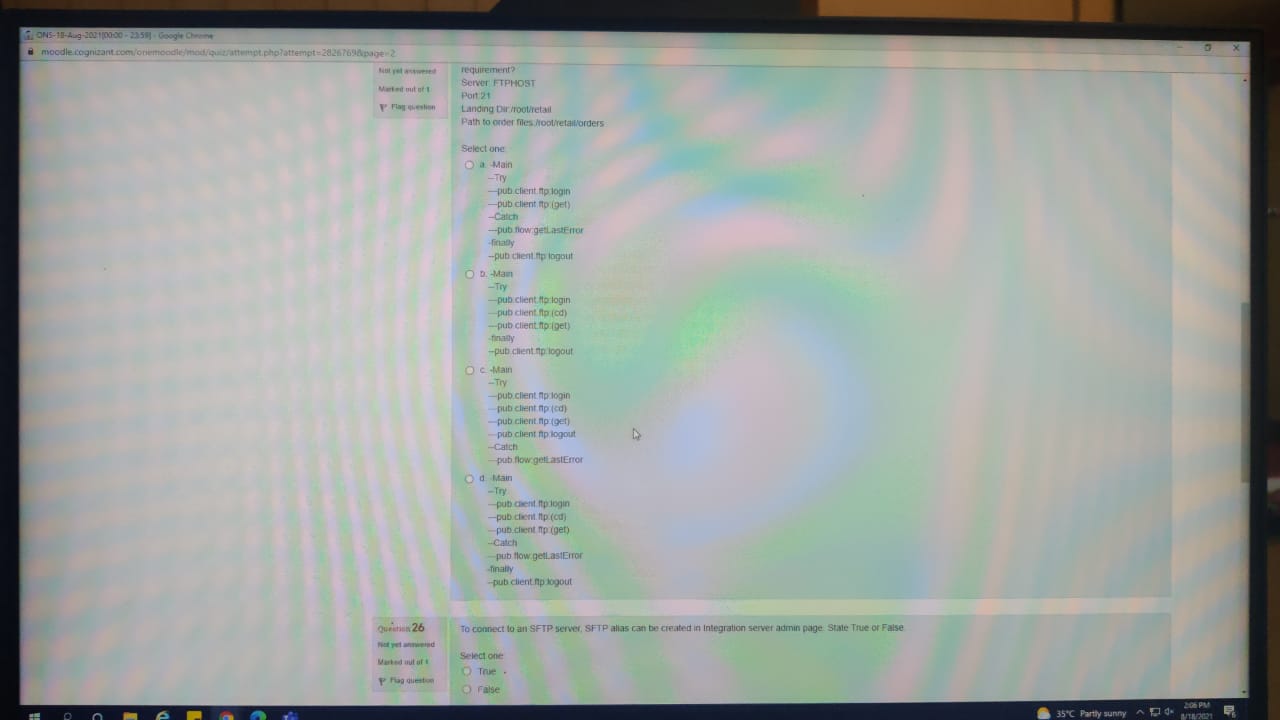 ONS-18-Aug-2021[00:00 - 23:59] - Google Chrome
moodle.cognizant.com/onemoodle/mod/quiz/attempt.php?attempt=2826769&page=2
Not yet answered
Marked out of 1
Flag question
requirement?
Server: FTPHOST
Port:21
Landing Dir:/root/retail
Path to order files:/root/retail/orders
Select one:
a. -Main
--Try
---pub.client.ftp:login
---pub.client.ftp:(get)
--Catch
---pub.flow:getLastError
-finally
--pub.client.ftp:logout
b. -Main
--Try
---pub.client.ftp:login
---pub.client.ftp:(cd)
---pub.client.ftp:(get)
-finally
--pub.client.ftp:logout
c. -Main
--Try
---pub.client.ftp:login
---pub.client.ftp:(cd)
---pub.client.ftp:(get)
---pub.client.ftp:logout
--Catch
---pub.flow:getLastError
d. -Main
--Try
---pub.client.ftp:login
---pub.client.ftp:(cd)
---pub.client.ftp:(get)
--Catch
---pub.flow:getLastError
-finally
--pub.client.ftp:logout
Question 26
Not yet answered
Marked out of 1
Flag question
To connect to an SFTP server, SFTP alias can be created in Integration server admin page. State True or False.
Select one:
True
False
35°C Partly sunny
2:06 PM
8/18/2021